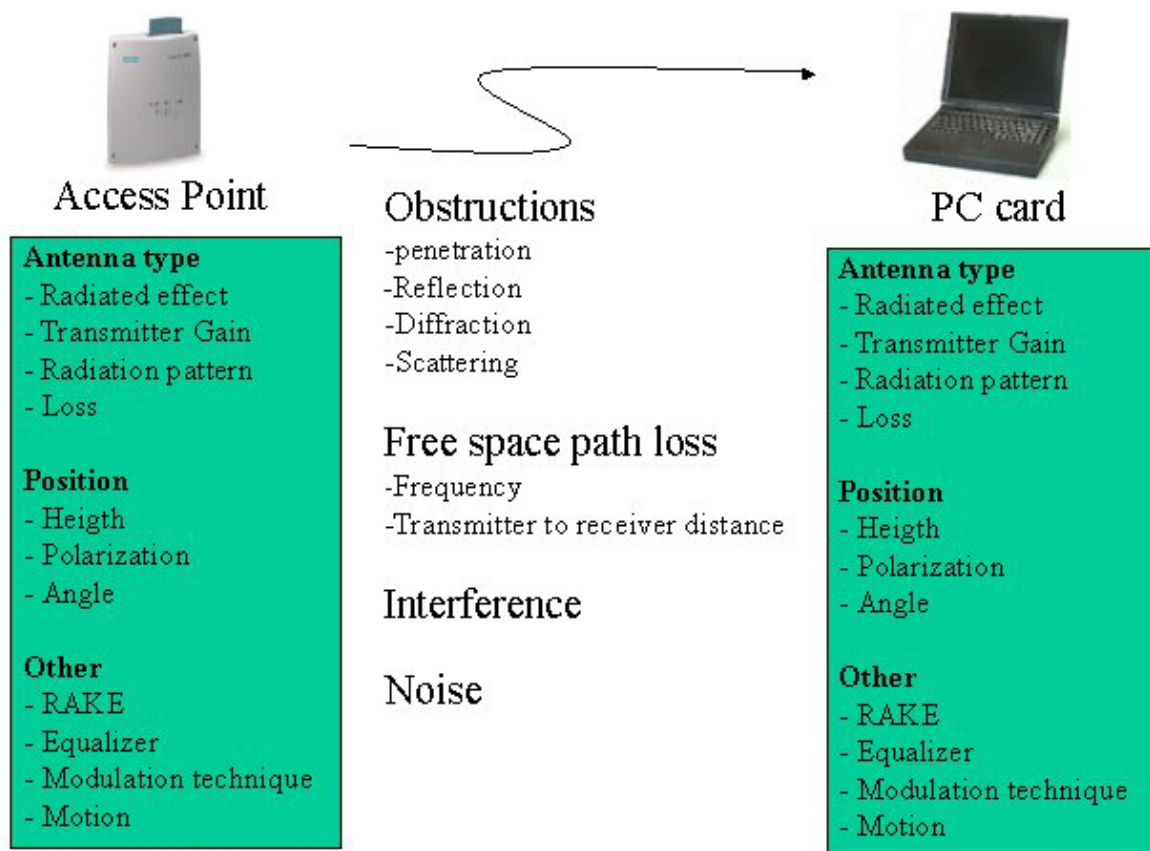 Access Point
Antenna type
- Radiated effect
- Transmitter Gain
- Radiation pattern
- Loss
Position
- Heigth
- Polarization
- Angle
Other
- RAKE
- Equalizer
- Modulation technique
- Motion
Obstructions
-penetration
-Reflection
-Diffraction
-Scattering
Free space path loss
-Frequency
-Transmitter to receiver distance
Interference
Noise
PC card
Antenna type
- Radiated effect
- Transmitter Gain
- Radiation pattern
- Loss
Position
- Heigth
- Polarization
- Angle
Other
- RAKE
- Equalizer
- Modulation technique
- Motion